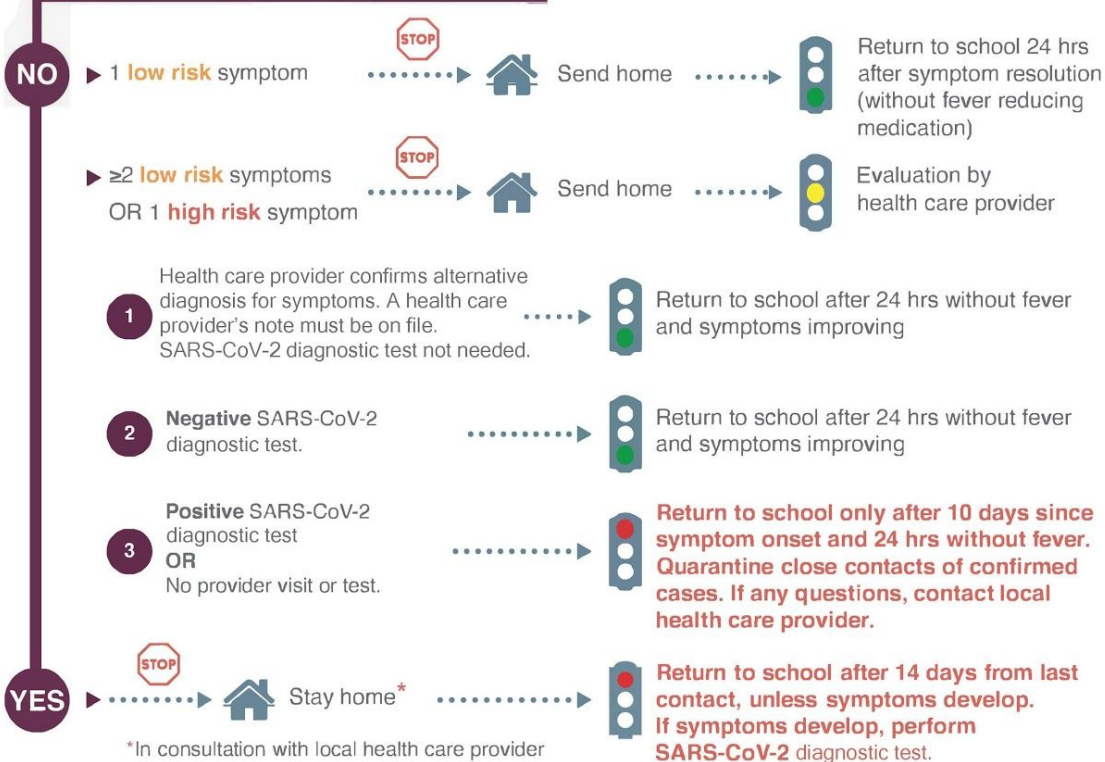 NO
1 low risk symptom
STOP
Send home
Return to school 24 hrs
after symptom resolution
(without fever reducing
medication)
≥2 low risk symptoms
OR 1 high risk symptom
STOP
Send home
Evaluation by
health care provider
1
Health care provider confirms alternative
diagnosis for symptoms. A health care
provider's note must be on file.
SARS-CoV-2 diagnostic test not needed.
Return to school after 24 hrs without fever
and symptoms improving
2
Negative SARS-CoV-2
diagnostic test.
Return to school after 24 hrs without fever
and symptoms improving
3
Positive SARS-CoV-2
diagnostic test
OR
No provider visit or test.
Return to school only after 10 days since
symptom onset and 24 hrs without fever.
Quarantine close contacts of confirmed
cases. If any questions, contact local
health care provider.
YES
STOP
Stay home*
Return to school after 14 days from last
contact, unless symptoms develop.
If symptoms develop, perform
SARS-CoV-2 diagnostic test.
*In consultation with local health care provider